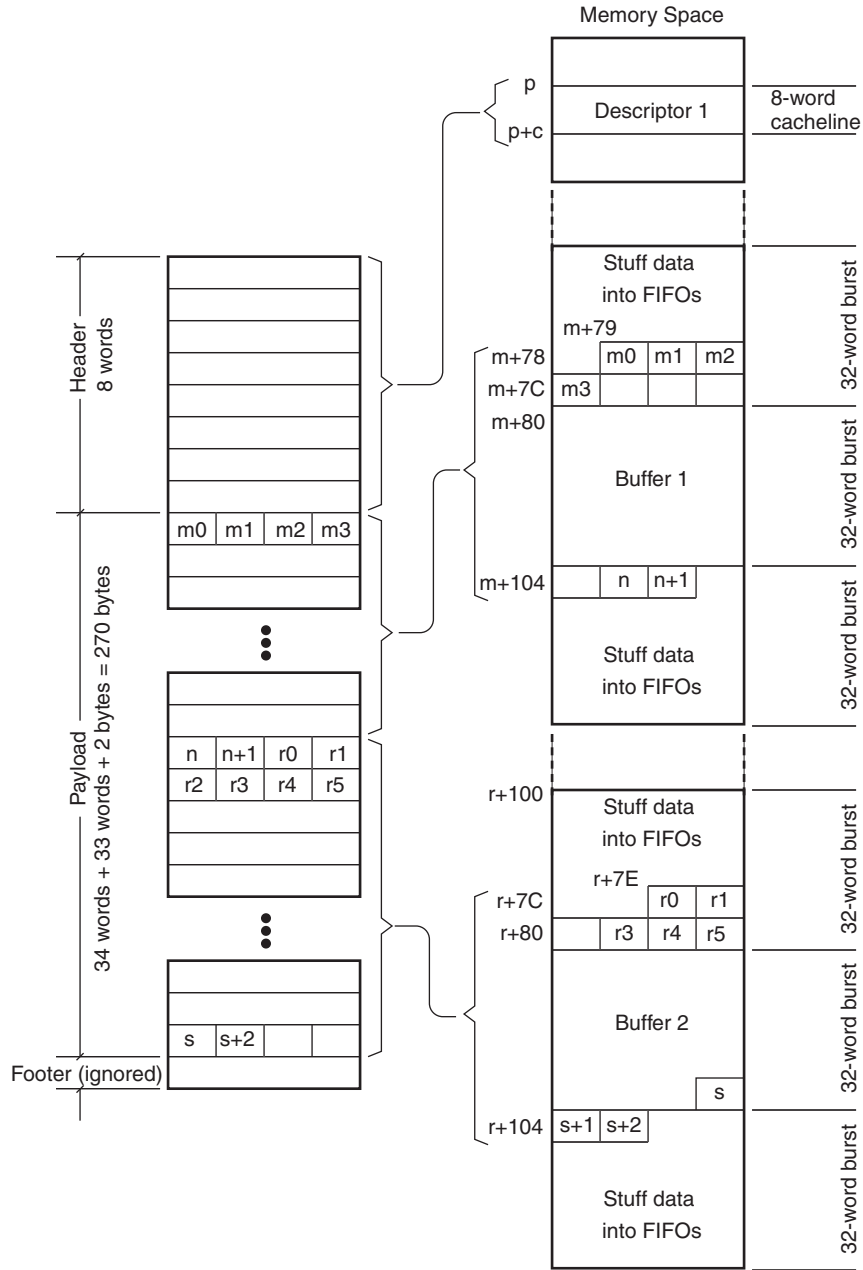 Memory Space
p
Descriptor 1
p+c
8-word
cacheline
Header
8 words
m0 m1 m2 m3
Payload
34 words + 33 words + 2 bytes = 270 bytes
n n+1 r0 r1
r2 r3 r4 r5
s s+2
Footer (ignored)
Stuff data
into FIFOs
m+79
m+78
m0 m1 m2
m+7C
m3
m+80
Buffer 1
m+104
n n+1
Stuff data
into FIFOs
32-word burst
32-word burst
32-word burst
r+100
Stuff data
into FIFOs
r+7E
r+7C
r0 r1
r+80
r3 r4 r5
Buffer 2
s
r+104
s+1 s+2
Stuff data
into FIFOs
32-word burst
32-word burst
32-word burst